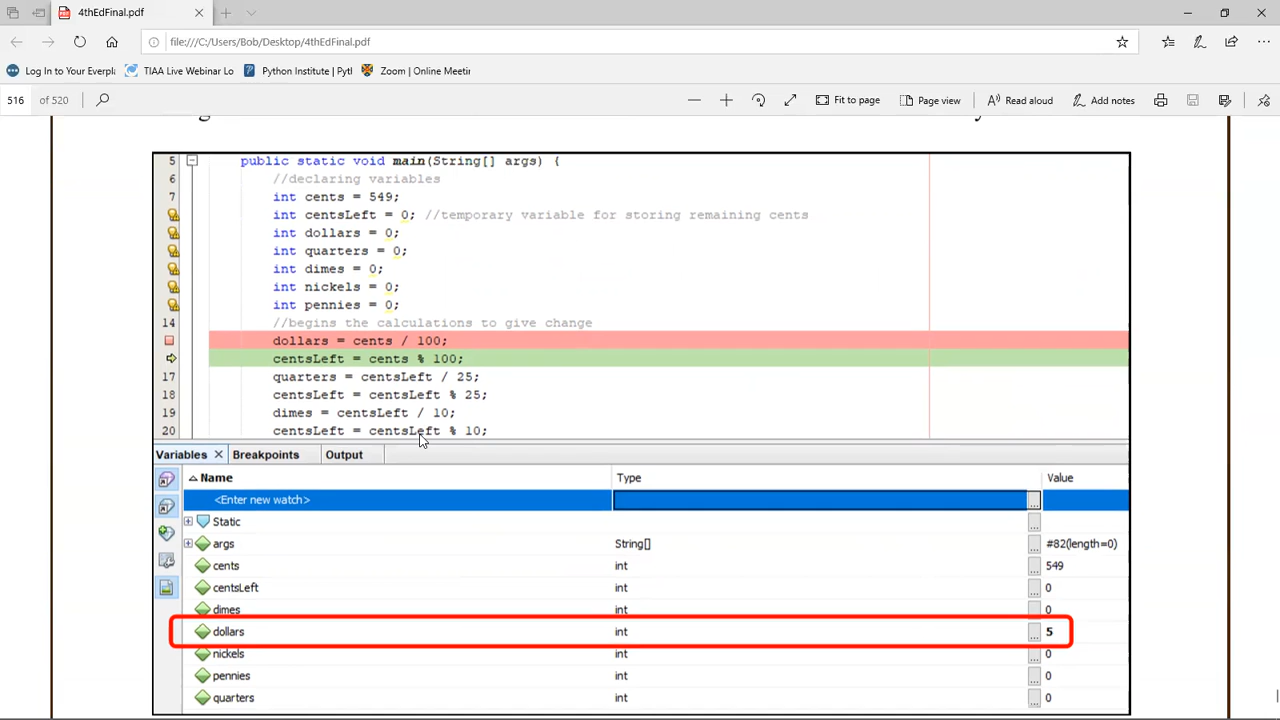 4thEdFinal.pdf
file:///C:/Users/Bob/Desktop/4thEdFinal.pdf
Log In to Your Everpla TIAA Live Webinar Lo Python Institute | Pytl Zoom | Online Meetin
516 of 520 Fit to page Page view Read aloud Add notes
5 public static void main(String[] args) {
6 //declaring variables
7 int cents = 549;
int centsLeft = 0; //temporary variable for storing remaining cents
int dollars = 0;
int quarters = 0;
int dimes = 0;
int nickels = 0;
int pennies = 0;
14 //begins the calculations to give change
dollars = cents / 100;
centsLeft = cents % 100;
17 quarters = centsLeft / 25;
18 centsLeft = centsLeft % 25;
19 dimes = centsLeft / 10;
20 centsLeft = centsLeft % 10;
Variables Breakpoints Output
Name Type Value
<Enter new watch> ...
Static ...
args String[] ... #82(length=0)
cents int ... 549
centsLeft int ... 0
dimes int ... 0
dollars int ... 5
nickels int ... 0
pennies int ... 0
quarters int ... 0